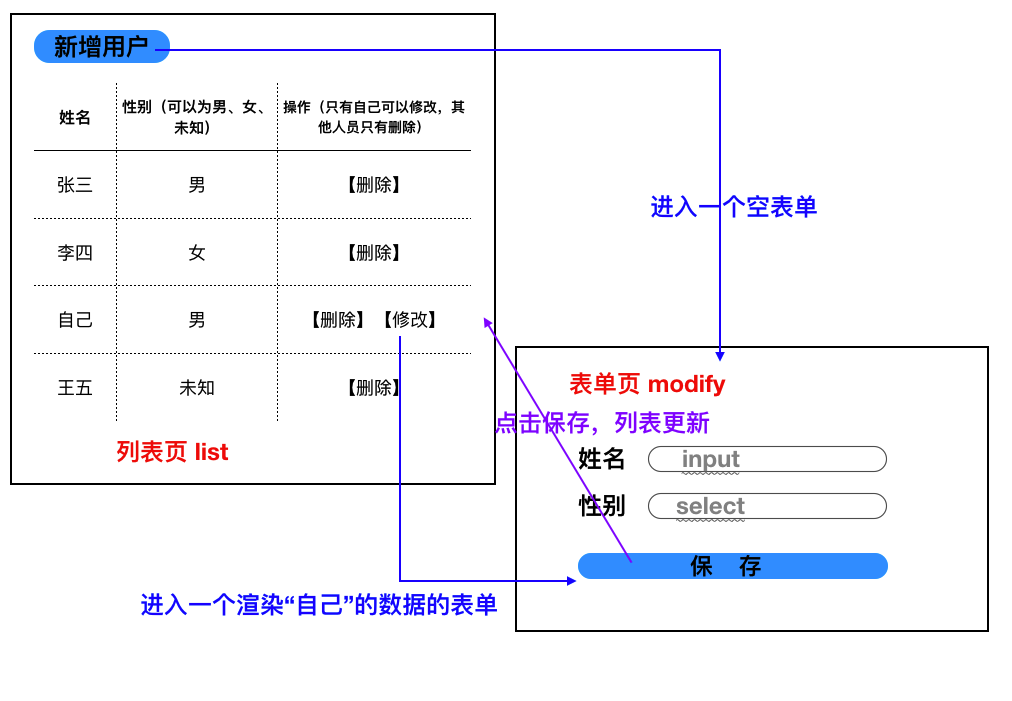 新增用户
姓名
性别（可以为男、女、
未知）
操作（只有自己可以修改，其
他人员只有删除）
张三
男
【删除】
李四
女
【删除】
自己
男
【删除】【修改】
王五
未知
【删除】
列表页 list
进入一个空表单
表单页 modify
点击保存，列表更新
姓名
input
性别
select
保 存
进入一个渲染“自己”的数据的表单